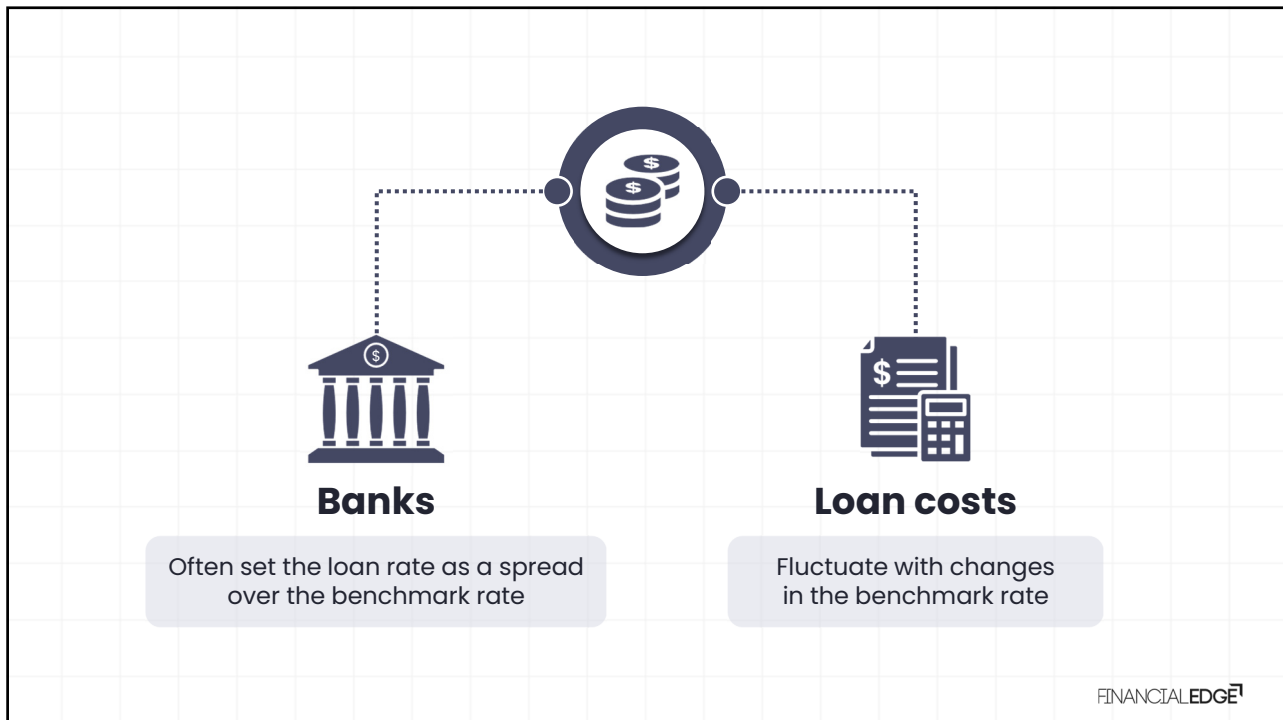 $
$
$
$
Banks
Loan costs
Often set the loan rate as a spread
over the benchmark rate
Fluctuate with changes
in the benchmark rate
FINANCIALEDGE